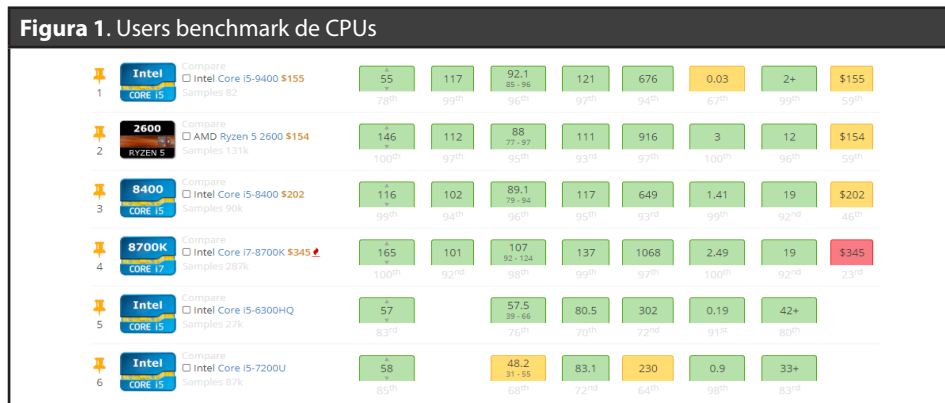 Figura 1. Users benchmark de CPUs
Intel CORE i5 Compare 55 117 92.1 121 676 0.03 2+ $155
Intel Core i5-9400 $155 85 - 96
1 Samples 82 78th 99th 96th 97th 94th 67th 99th 59th
2600 RYZEN 5 Compare 146 112 88 111 916 3 12 $154
AMD Ryzen 5 2600 $154 77 - 97
2 Samples 131k 100th 97th 95th 93rd 97th 100th 96th 59th
8400 CORE i5 Compare 116 102 89.1 117 649 1.41 19 $202
Intel Core i5-8400 $202 79 - 94
3 Samples 90k 99th 94th 96th 95th 93rd 99th 92nd 46th
8700K CORE i7 Compare 165 101 107 137 1068 2.49 19 $345
Intel Core i7-8700K $345 92 - 124
4 Samples 287k 100th 92nd 98th 99th 97th 100th 92nd 23rd
Intel CORE i5 Compare 57 57.5 80.5 302 0.19 42+
Intel Core i5-6300HQ 39 - 66
5 Samples 27k 83rd 76th 70th 72nd 91st 80th
Intel CORE i5 Compare 58 48.2 83.1 230 0.9 33+
Intel Core i5-7200U 31 - 55
6 Samples 87k 85th 68th 72nd 64th 98th 83rd